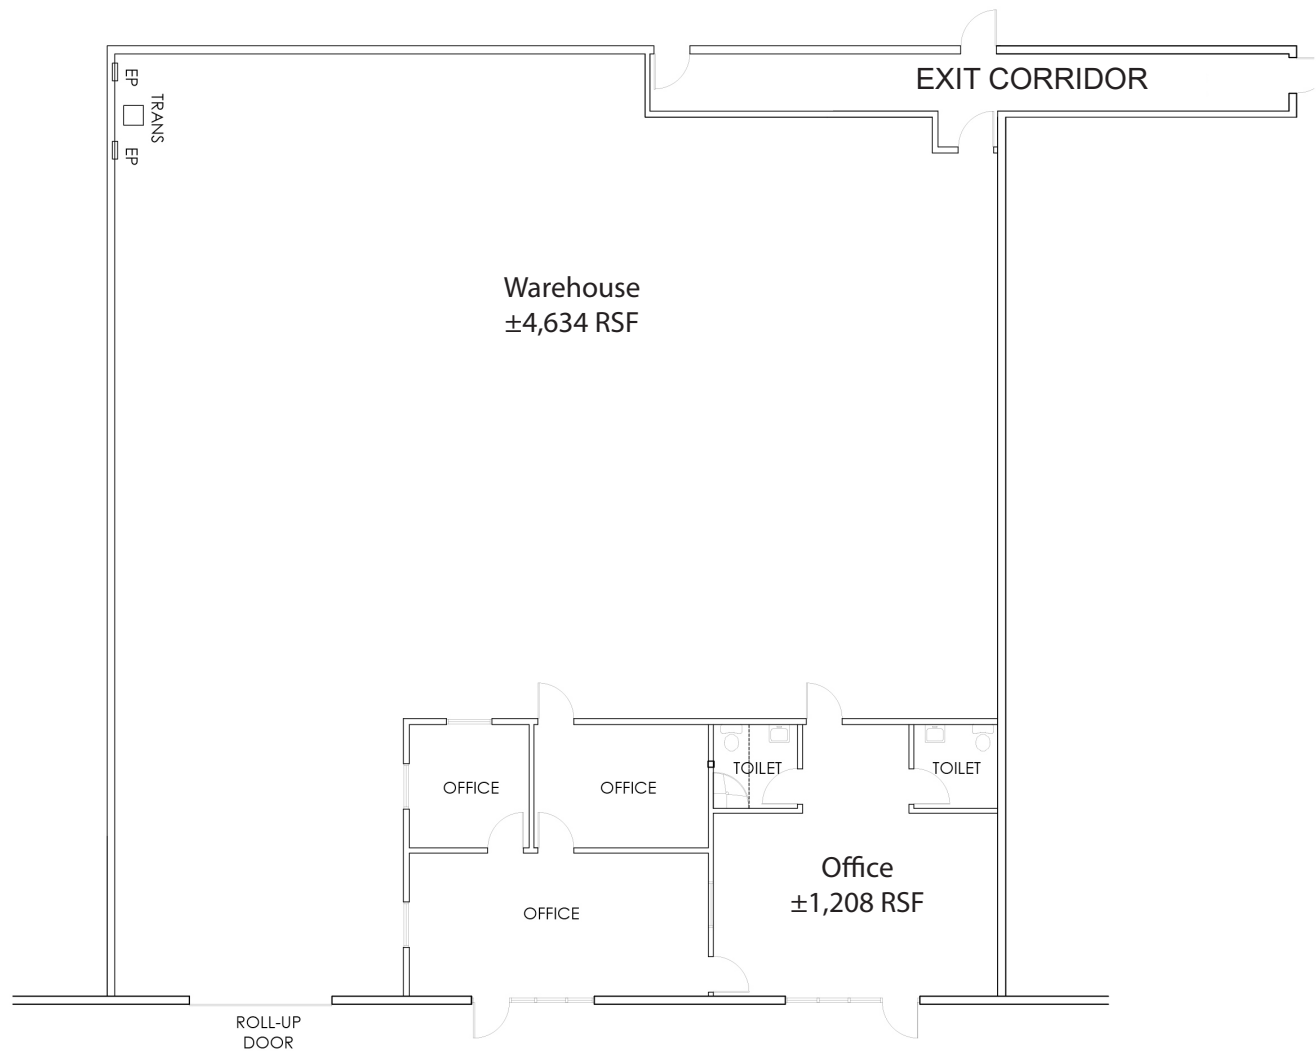 EXIT CORRIDOR
EP
TRANS
EP
Warehouse
±4,634 RSF
TOILET
TOILET
OFFICE
OFFICE
Office
±1,208 RSF
OFFICE
ROLL-UP
DOOR